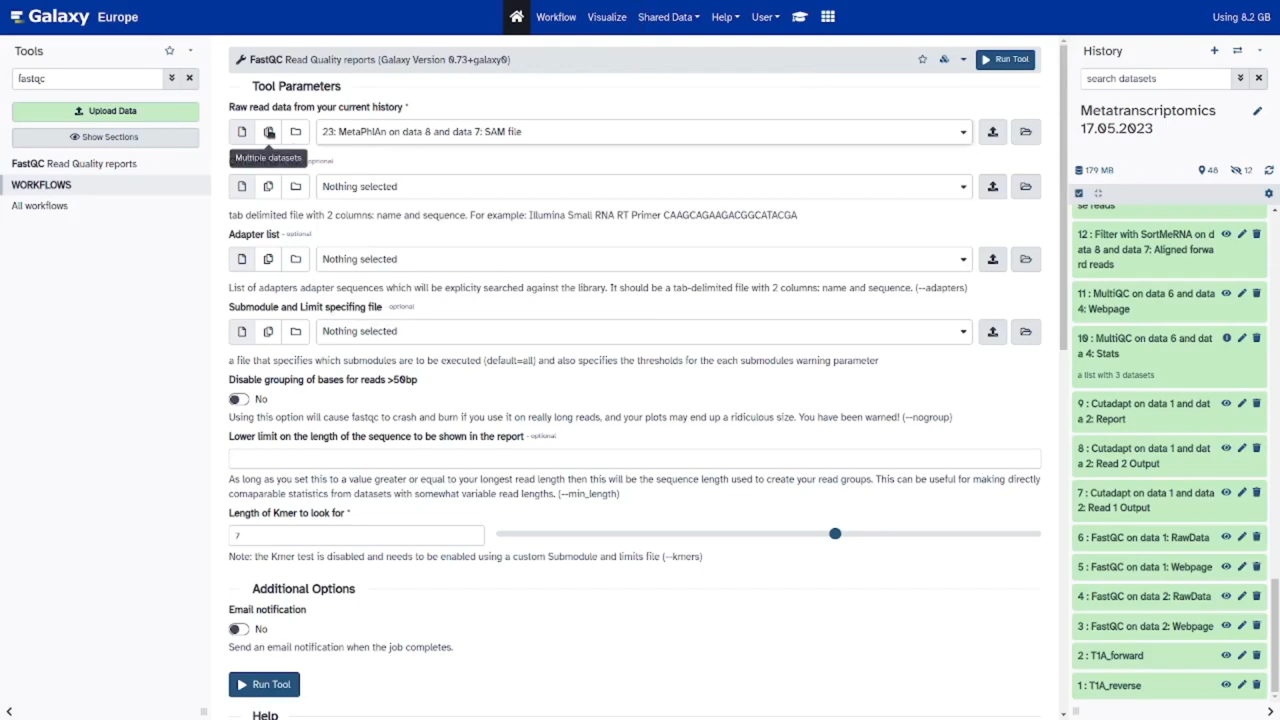 Galaxy Europe
Workflow Visualize Shared Data Help User Using 8.2 GB
Tools
fastqc
Upload Data
Show Sections
FastQC Read Quality reports
WORKFLOWS
All workflows
FastQC Read Quality reports (Galaxy Version 0.73+galaxy0)
Run Tool
Tool Parameters
Raw read data from your current history *
23: MetaPhlAn on data 8 and data 7: SAM file
Multiple datasets
optional
Nothing selected
tab delimited file with 2 columns: name and sequence. For example: Illumina Small RNA RT Primer CAAGCAGAAGACGGCATACGA
Adapter list - optional
Nothing selected
List of adapters adapter sequences which will be explicity searched against the library. It should be a tab-delimited file with 2 columns: name and sequence. (--adapters)
Submodule and Limit specifing file - optional
Nothing selected
a file that specifies which submodules are to be executed (default=all) and also specifies the thresholds for the each submodules warning parameter
Disable grouping of bases for reads >50bp
No
Using this option will cause fastqc to crash and burn if you use it on really long reads, and your plots may end up a ridiculous size. You have been warned! (--nogroup)
Lower limit on the length of the sequence to be shown in the report - optional
As long as you set this to a value greater or equal to your longest read length then this will be the sequence length used to create your read groups. This can be useful for making directly
comaparable statistics from datasets with somewhat variable read lengths. (--min_length)
Length of Kmer to look for *
7
Note: the Kmer test is disabled and needs to be enabled using a custom Submodule and limits file (--kmers)
Additional Options
Email notification
No
Send an email notification when the job completes.
Run Tool
Help
History
search datasets
Metatranscriptomics
17.05.2023
179 MB 46 12
se reads
12 : Filter with SortMeRNA on d
ata 8 and data 7: Aligned forwa
rd reads
11 : MultiQC on data 6 and data
4: Webpage
10 : MultiQC on data 6 and dat
a 4: Stats
a list with 3 datasets
9 : Cutadapt on data 1 and dat
a 2: Report
8 : Cutadapt on data 1 and dat
a 2: Read 2 Output
7 : Cutadapt on data 1 and data
2: Read 1 Output
6 : FastQC on data 1: RawData
5 : FastQC on data 1: Webpage
4 : FastQC on data 2: RawData
3 : FastQC on data 2: Webpage
2 : T1A_forward
1 : T1A_reverse